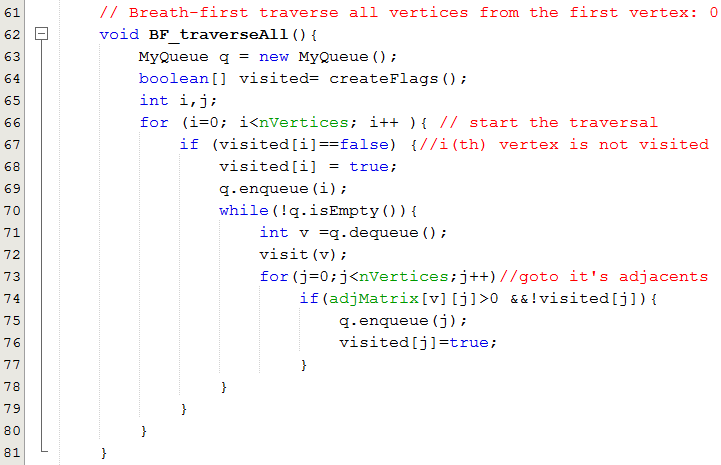 61 // Breath-first traverse all vertices from the first vertex: 0
62 void BF_traverseAll(){
63 MyQueue q = new MyQueue();
64 boolean[] visited= createFlags();
65 int i,j;
66 for (i=0; i<nVertices; i++ ){ // start the traversal
67 if (visited[i]==false) {//i(th) vertex is not visited
68 visited[i] = true;
69 q.enqueue(i);
70 while(!q.isEmpty()){
71 int v =q.dequeue();
72 visit(v);
73 for(j=0;j<nVertices;j++)//goto it's adjacents
74 if(adjMatrix[v][j]>0 &&!visited[j]){
75 q.enqueue(j);
76 visited[j]=true;
77 }
78 }
79 }
80 }
81 }